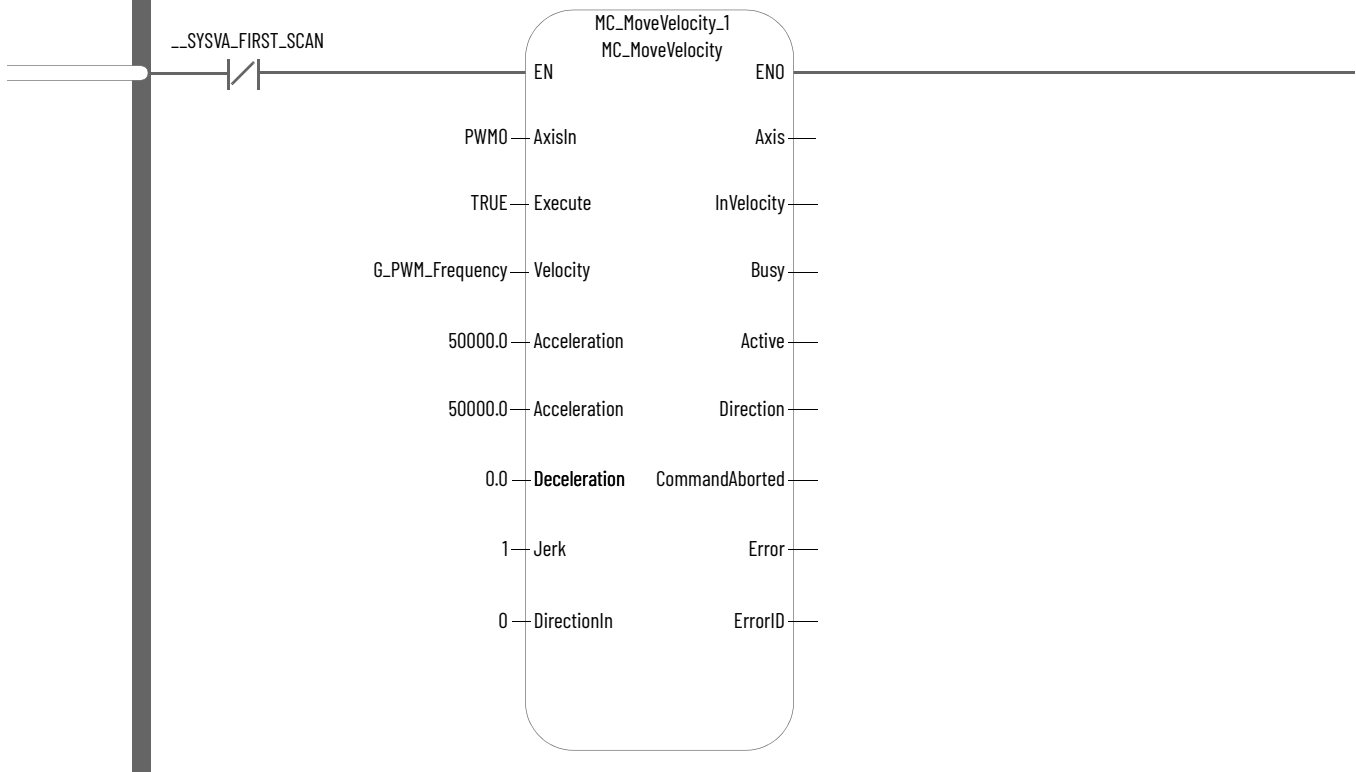 MC_MoveVelocity_1
__SYSVA_FIRST_SCAN
MC_MoveVelocity
EN ENO
PWM0 AxisIn Axis
TRUE Execute InVelocity
G_PWM_Frequency Velocity Busy
50000.0 Acceleration Active
50000.0 Acceleration Direction
0.0 Deceleration CommandAborted
1 Jerk Error
0 DirectionIn ErrorID